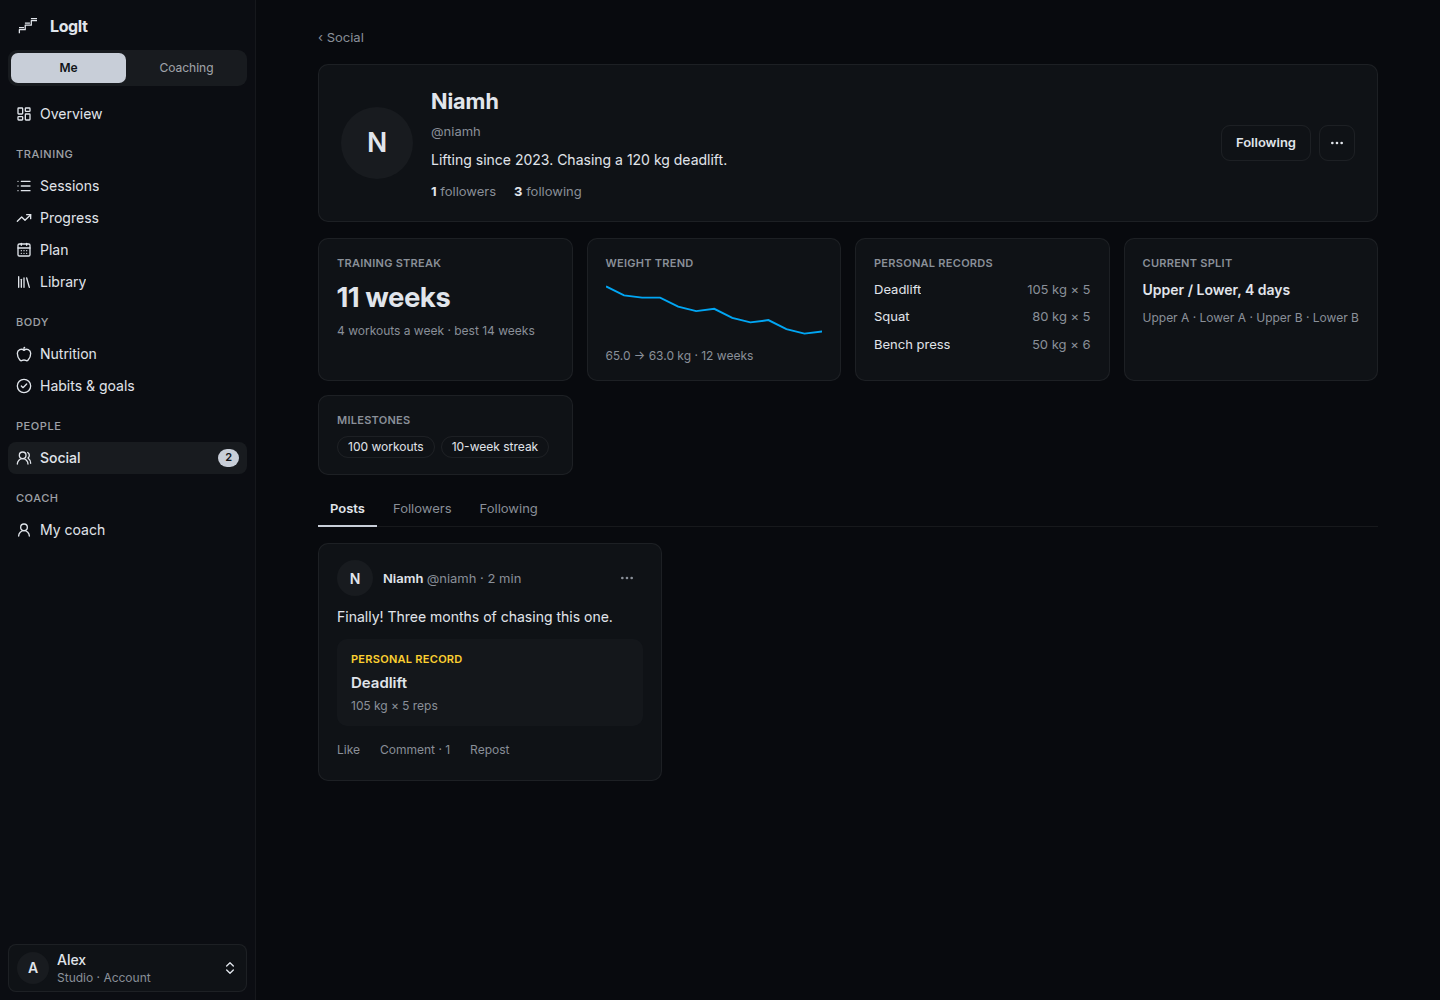 LogIt
Me
Coaching
Overview
TRAINING
Sessions
Progress
Plan
Library
BODY
Nutrition
Habits & goals
PEOPLE
Social
2
COACH
My coach
A
Alex
Studio · Account
‹ Social
N
Niamh
@niamh
Lifting since 2023. Chasing a 120 kg deadlift.
1 followers 3 following
Following
TRAINING STREAK
11 weeks
4 workouts a week · best 14 weeks
WEIGHT TREND
65.0 → 63.0 kg · 12 weeks
PERSONAL RECORDS
Deadlift 105 kg × 5
Squat 80 kg × 5
Bench press 50 kg × 6
CURRENT SPLIT
Upper / Lower, 4 days
Upper A · Lower A · Upper B · Lower B
MILESTONES
100 workouts 10-week streak
Posts Followers Following
N
Niamh @niamh · 2 min
Finally! Three months of chasing this one.
PERSONAL RECORD
Deadlift
105 kg × 5 reps
Like Comment · 1 Repost